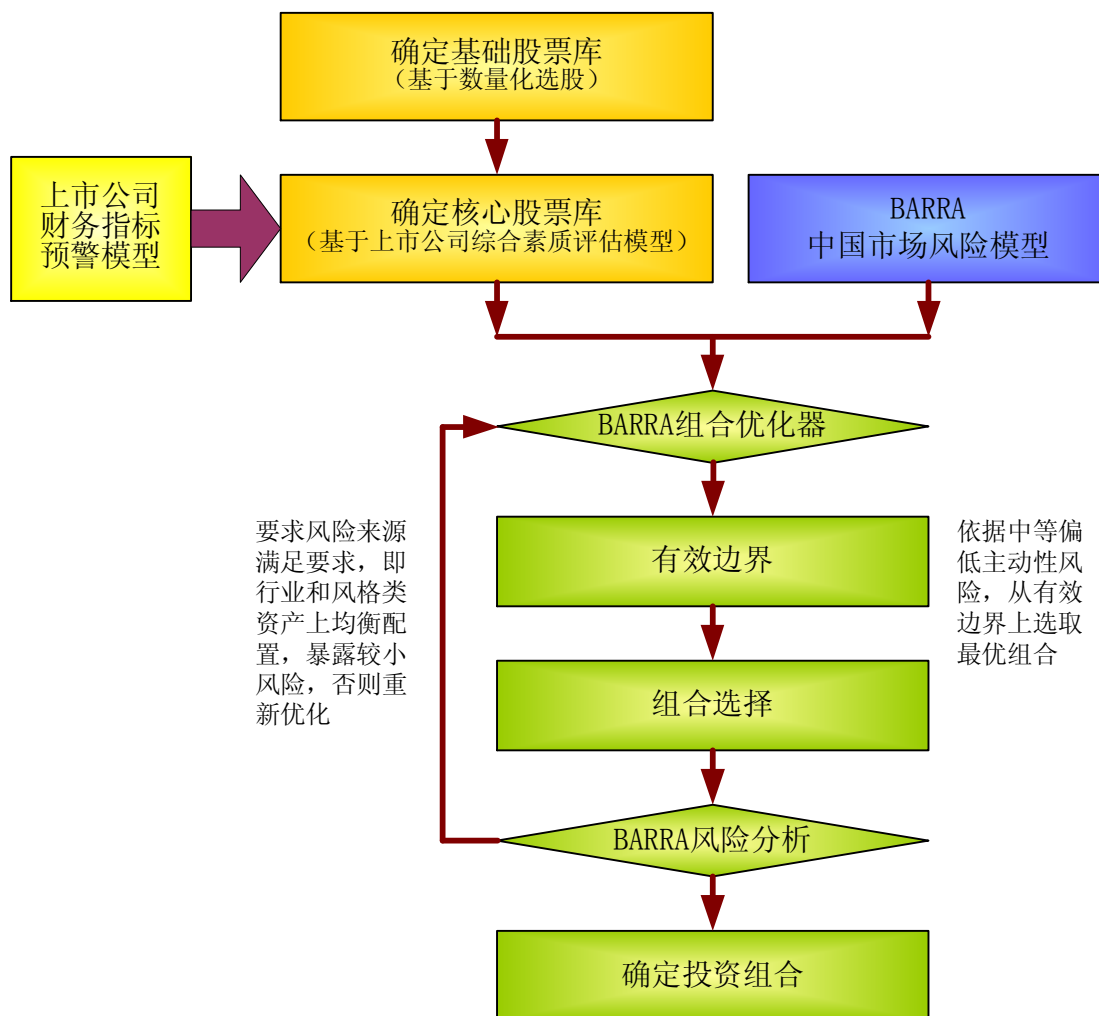 确定基础股票库
（基于数量化选股）
上市公司
财务指标
预警模型
确定核心股票库
（基于上市公司综合素质评估模型）
BARRA
中国市场风险模型
BARRA组合优化器
要求风险来源
满足要求，即
行业和风格类
资产上均衡配
置，暴露较小
风险，否则重
新优化
有效边界
依据中等偏
低主动性风
险，从有效
边界上选取
最优组合
组合选择
BARRA风险分析
确定投资组合